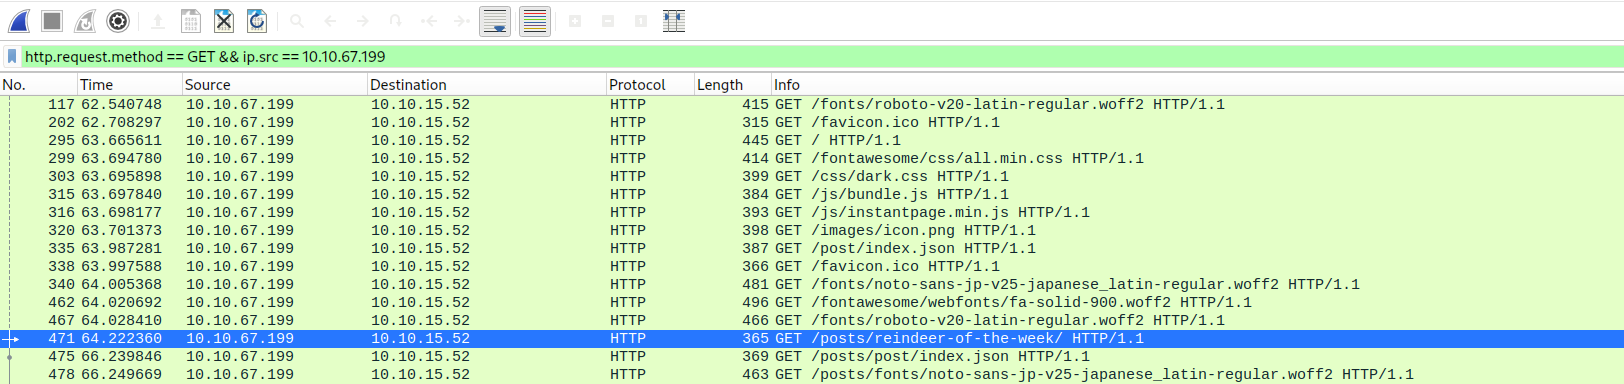 http.request.method == GET && ip.src == 10.10.67.199
No. Time Source Destination Protocol Length Info
117 62.540748 10.10.67.199 10.10.15.52 HTTP 415 GET /fonts/roboto-v20-latin-regular.woff2 HTTP/1.1
202 62.708297 10.10.67.199 10.10.15.52 HTTP 315 GET /favicon.ico HTTP/1.1
295 63.665611 10.10.67.199 10.10.15.52 HTTP 445 GET / HTTP/1.1
299 63.694780 10.10.67.199 10.10.15.52 HTTP 414 GET /fontawesome/css/all.min.css HTTP/1.1
303 63.695898 10.10.67.199 10.10.15.52 HTTP 399 GET /css/dark.css HTTP/1.1
315 63.697840 10.10.67.199 10.10.15.52 HTTP 384 GET /js/bundle.js HTTP/1.1
316 63.698177 10.10.67.199 10.10.15.52 HTTP 393 GET /js/instantpage.min.js HTTP/1.1
320 63.701373 10.10.67.199 10.10.15.52 HTTP 398 GET /images/icon.png HTTP/1.1
335 63.987281 10.10.67.199 10.10.15.52 HTTP 387 GET /post/index.json HTTP/1.1
338 63.997588 10.10.67.199 10.10.15.52 HTTP 366 GET /favicon.ico HTTP/1.1
340 64.005368 10.10.67.199 10.10.15.52 HTTP 481 GET /fonts/noto-sans-jp-v25-japanese_latin-regular.woff2 HTTP/1.1
462 64.020692 10.10.67.199 10.10.15.52 HTTP 496 GET /fontawesome/webfonts/fa-solid-900.woff2 HTTP/1.1
467 64.028410 10.10.67.199 10.10.15.52 HTTP 466 GET /fonts/roboto-v20-latin-regular.woff2 HTTP/1.1
471 64.222360 10.10.67.199 10.10.15.52 HTTP 365 GET /posts/reindeer-of-the-week/ HTTP/1.1
475 66.239846 10.10.67.199 10.10.15.52 HTTP 369 GET /posts/post/index.json HTTP/1.1
478 66.249669 10.10.67.199 10.10.15.52 HTTP 463 GET /posts/fonts/noto-sans-jp-v25-japanese_latin-regular.woff2 HTTP/1.1